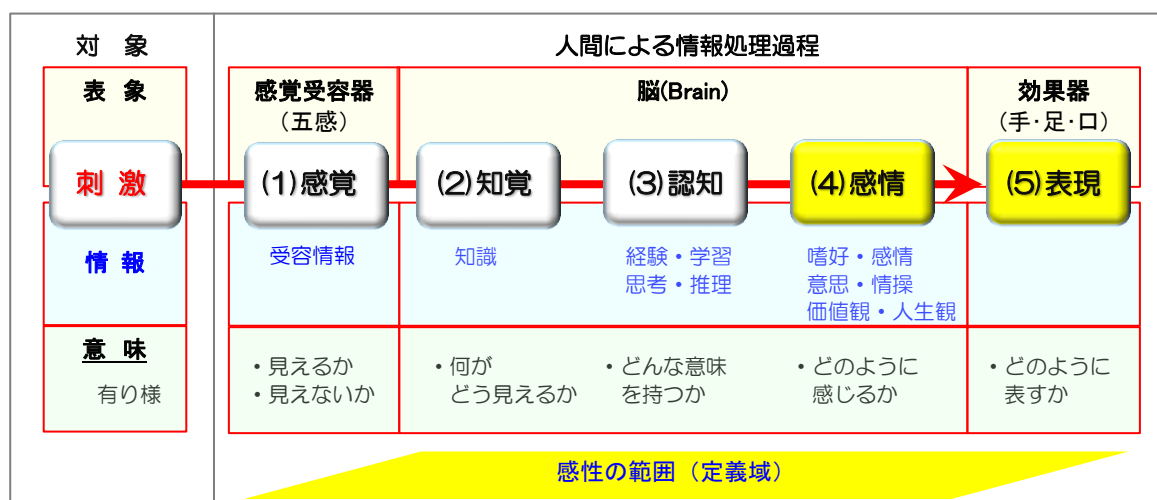 対 象
人間による情報処理過程
表 象
感覚受容器
(五感)
脳(Brain)
効果器
(手・足・口)
刺 激
(1)感覚
(2)知覚
(3)認知
(4)感情
(5)表現
情 報
受容情報
知識
経験・学習
思考・推理
嗜好・感情
意思・情操
価値観・人生観
意 味
有り様
・見えるか
・見えないか
・何が
どう見えるか
・どんな意味
を持つか
・どのように
感じるか
・どのように
表すか
感性の範囲(定義域)